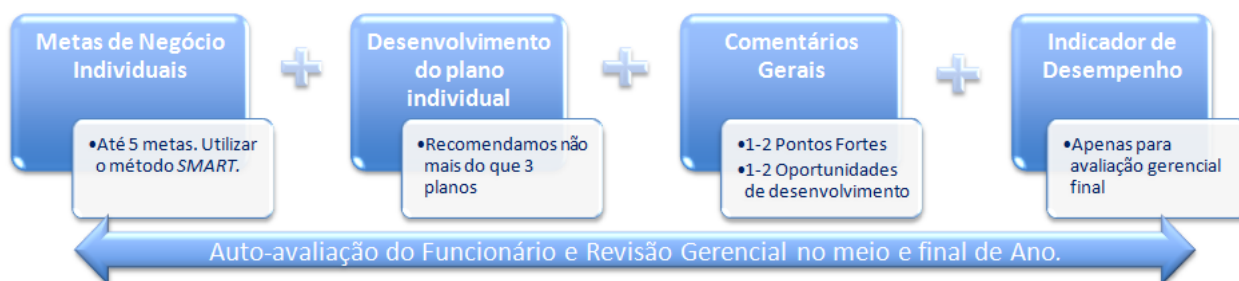 Metas de Negócio
Individuais
•Até 5 metas. Utilizar
o método SMART.
Desenvolvimento
do plano
individual
•Recomendamos não
mais do que 3
planos
Comentários
Gerais
•1-2 Pontos Fortes
•1-2 Oportunidades
de desenvolvimento
Indicador de
Desempenho
•Apenas para
avaliação gerencial
final
Auto-avaliação do Funcionário e Revisão Gerencial no meio e final de Ano.